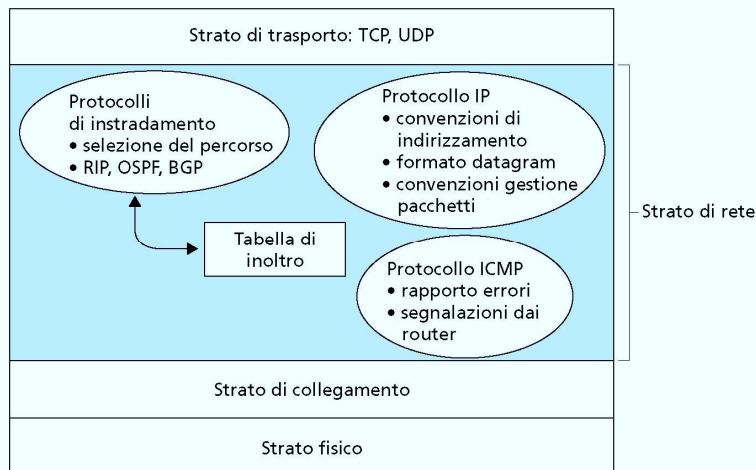 Strato di trasporto: TCP, UDP
Protocolli
di instradamento
• selezione del percorso
• RIP, OSPF, BGP
Protocollo IP
• convenzioni di
indirizzamento
• formato datagram
• convenzioni gestione
pacchetti
Tabella di
inoltro
Protocollo ICMP
• rapporto errori
• segnalazioni dai
router
Strato di rete
Strato di collegamento
Strato fisico